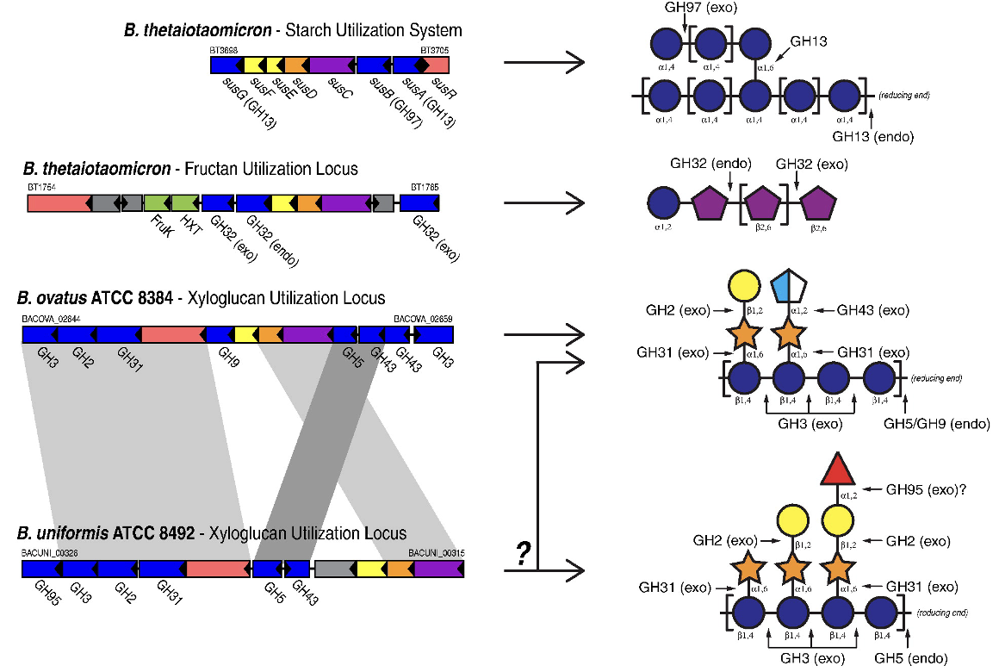 B. thetaiotaomicron - Starch Utilization System
BT3698 BT3705
susG (GH13) susF susE susD susC susB (GH97) susA (GH13) susR
GH97 (exo)
GH13
α1,4 α1,4 α1,6
(reducing end)
α1,4 α1,4 α1,4 α1,4 α1,4
GH13 (endo)
B. thetaiotaomicron - Fructan Utilization Locus
BT1754 BT1765
FruK HXT GH32 (exo) GH32 (endo) GH32 (exo)
GH32 (endo) GH32 (exo)
α1,2 β2,6 β2,6
B. ovatus ATCC 8384 - Xyloglucan Utilization Locus
BACOVA_02644 BACOVA_02659
GH3 GH2 GH31 GH9 GH5 GH43 GH43 GH3
GH2 (exo) β1,2 α1,2 GH43 (exo)
GH31 (exo) α1,6 α1,6 GH31 (exo)
(reducing end)
β1,4 β1,4 β1,4 β1,4
GH3 (exo) GH5/GH9 (endo)
B. uniformis ATCC 8492 - Xyloglucan Utilization Locus
BACUNI_00326 BACUNI_00315
GH95 GH3 GH2 GH31 GH5 GH43
?
α1,2 GH95 (exo)?
GH2 (exo) β1,2 β1,2 GH2 (exo)
GH31 (exo) α1,6 α1,6 α1,6 GH31 (exo)
(reducing end)
β1,4 β1,4 β1,4 β1,4
GH3 (exo) GH5 (endo)